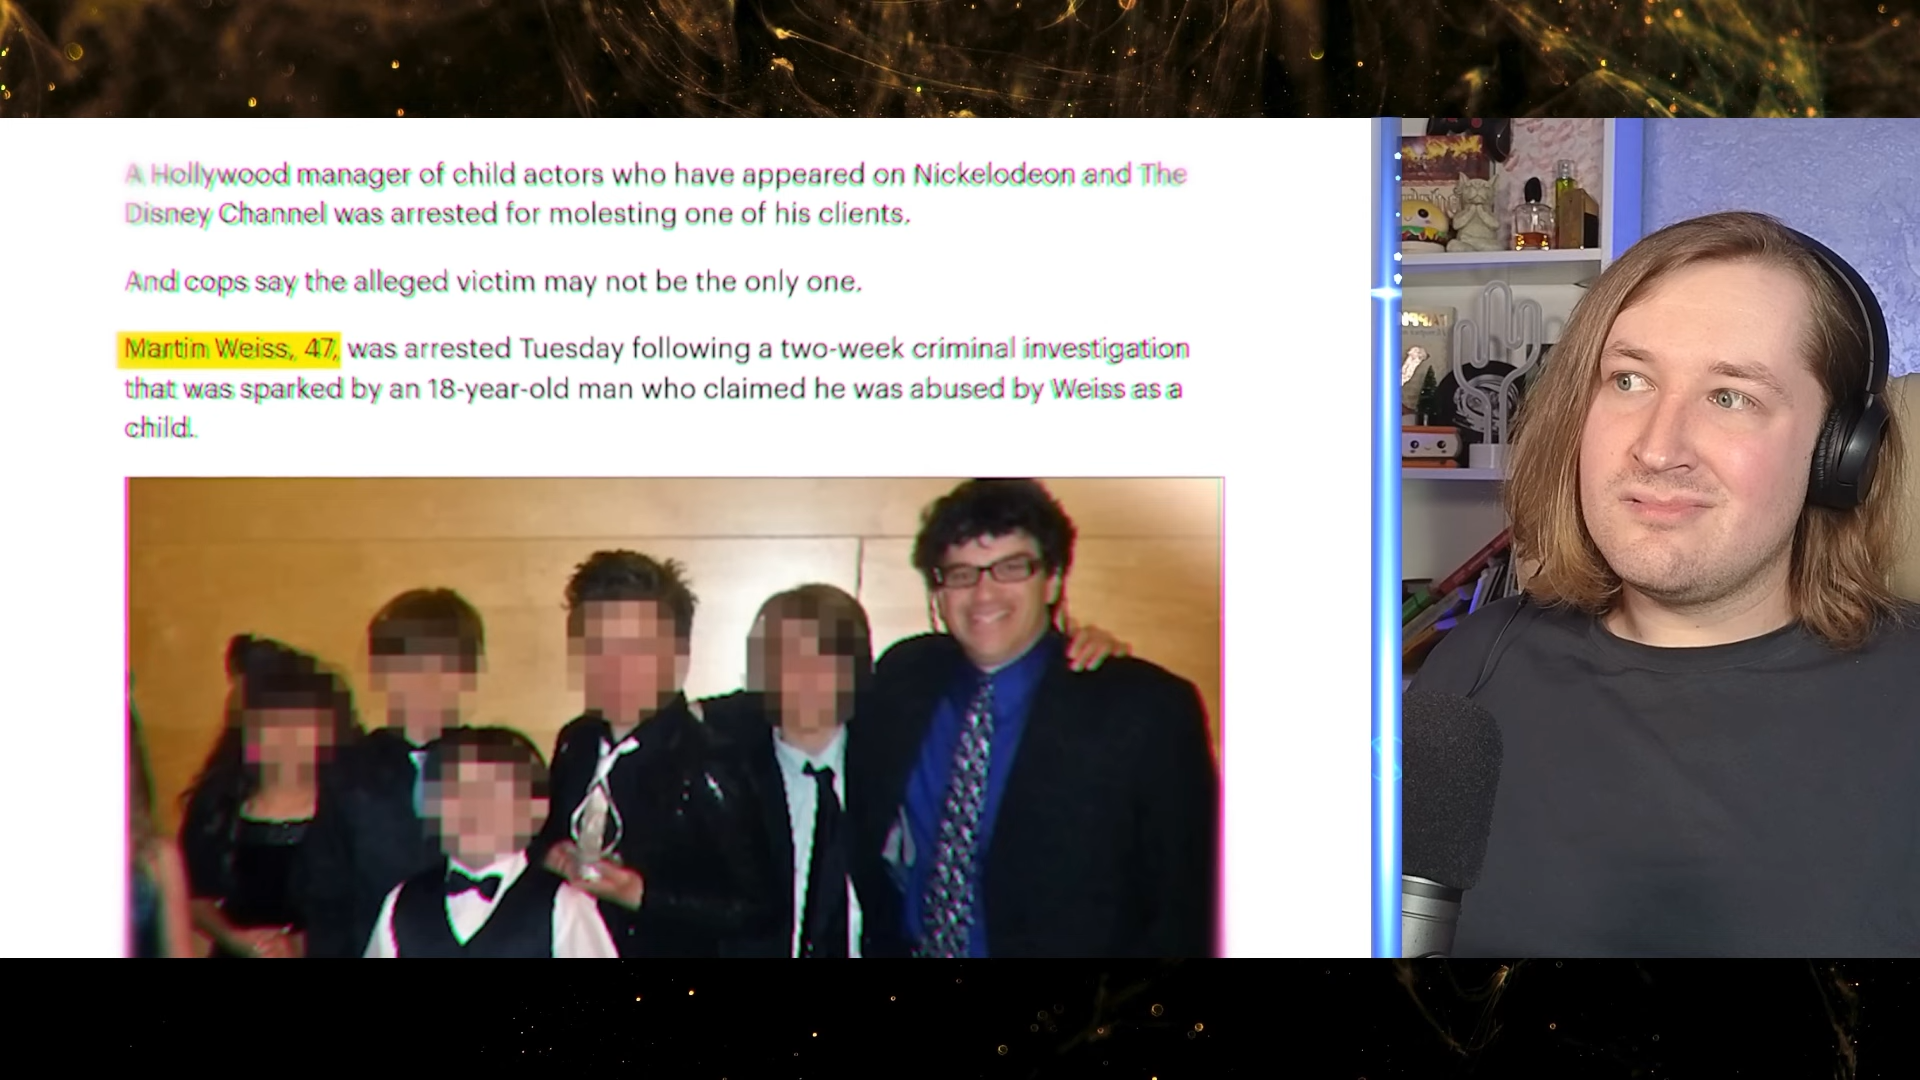 A Hollywood manager of child actors who have appeared on Nickelodeon and The
Disney Channel was arrested for molesting one of his clients.
And cops say the alleged victim may not be the only one.
Martin Weiss, 47, was arrested Tuesday following a two-week criminal investigation
that was sparked by an 18-year-old man who claimed he was abused by Weiss as a
child.